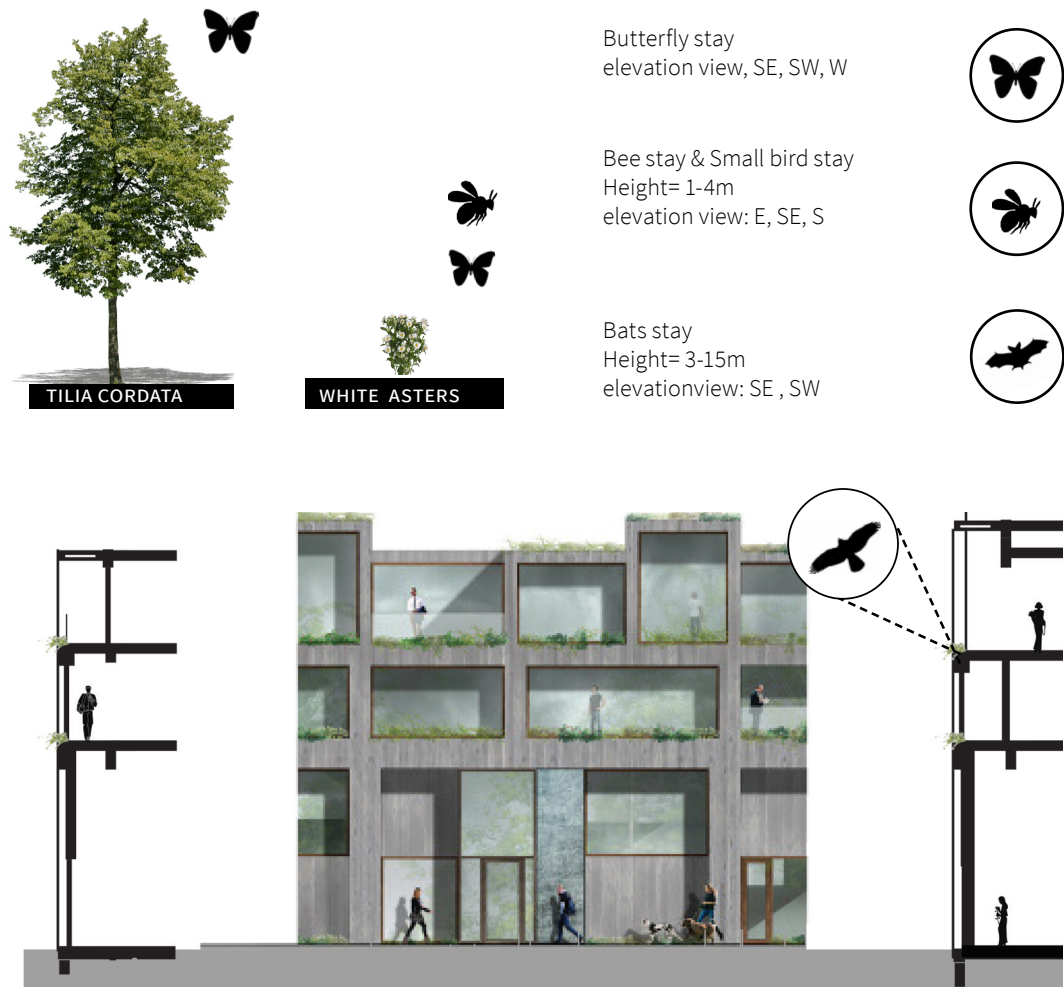 Butterfly stay
elevation view, SE, SW, W
Bee stay & Small bird stay
Height= 1-4m
elevation view: E, SE, S
Bats stay
Height= 3-15m
elevationview: SE , SW
TILIA CORDATA
WHITE ASTERS